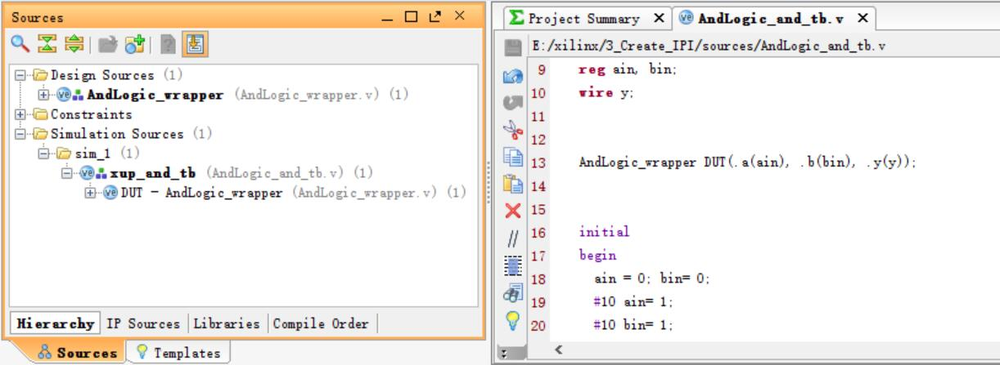 Sources
Design Sources (1)
AndLogic_wrapper (AndLogic_wrapper.v) (1)
Constraints
Simulation Sources (1)
sim_1 (1)
xup_and_tb (AndLogic_and_tb.v) (1)
DUT - AndLogic_wrapper (AndLogic_wrapper.v) (1)
Hierarchy IP Sources Libraries Compile Order
Sources Templates
Project Summary AndLogic_and_tb.v
E:/xilinx/3_Create_IPI/sources/AndLogic_and_tb.v
9 reg ain, bin;
10 wire y;
11
12
13 AndLogic_wrapper DUT(.a(ain), .b(bin), .y(y));
14
15
16 initial
17 begin
18 ain = 0; bin= 0;
19 #10 ain= 1;
20 #10 bin= 1;